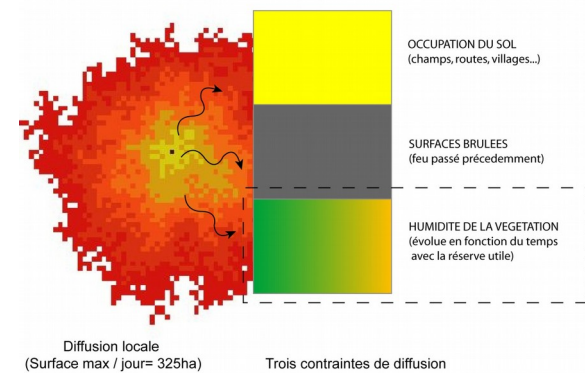 OCCUPATION DU SOL
(champs, routes, villages...)
SURFACES BRULEES
(feu passé précedemment)
HUMIDITE DE LA VEGETATION
(évolue en fonction du temps
avec la réserve utile)
Diffusion locale
(Surface max / jour= 325ha)
Trois contraintes de diffusion